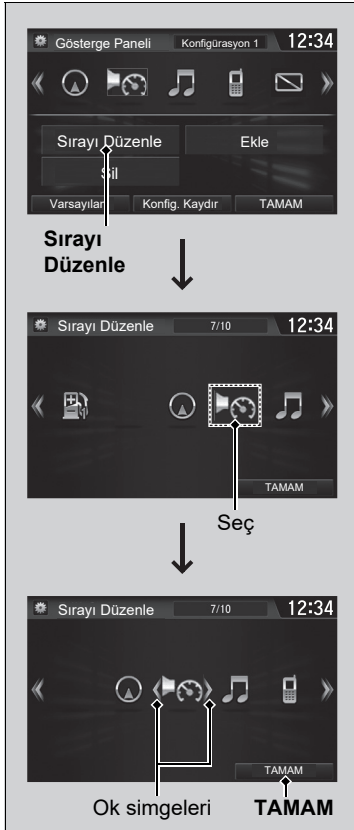 Gösterge Paneli Konfigürasyon 1 12:34
Sırayı Düzenle Ekle
Sil
Varsayılan Konfig. Kaydır TAMAM
Sırayı
Düzenle
Sırayı Düzenle 7/10 12:34
TAMAM
Seç
Sırayı Düzenle 7/10 12:34
TAMAM
Ok simgeleri TAMAM